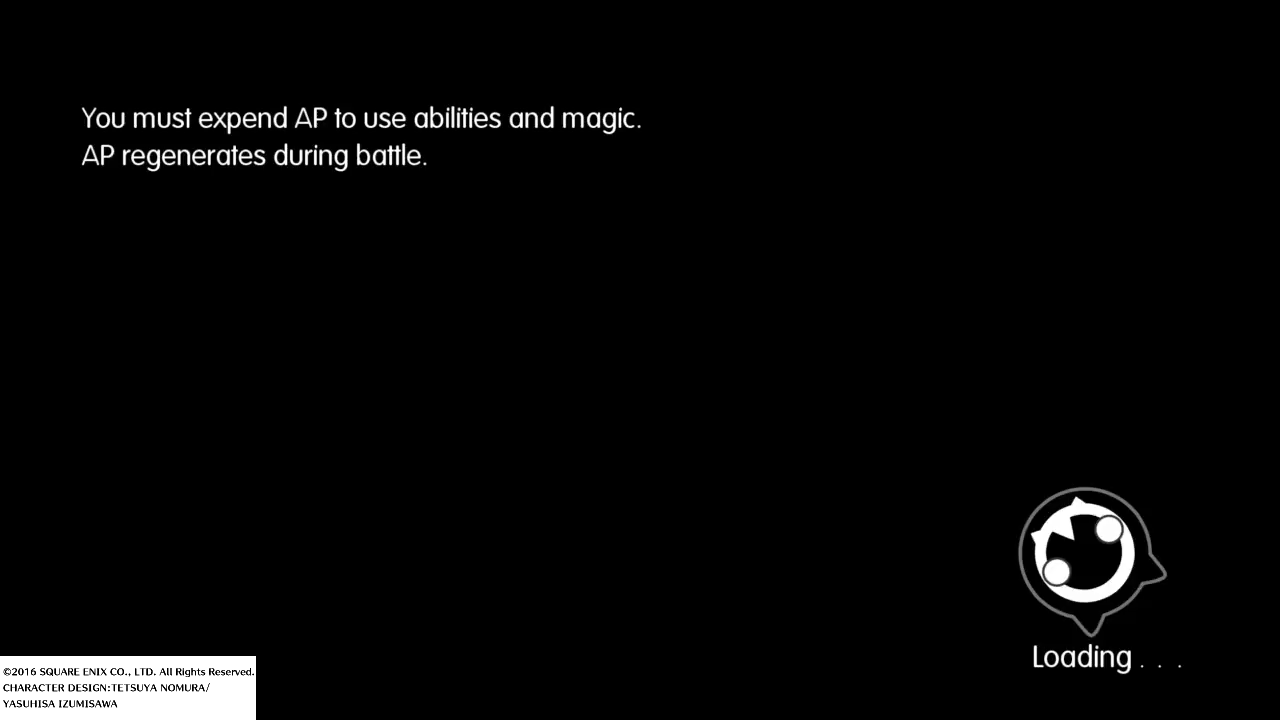 You must expend AP to use abilities and magic.
AP regenerates during battle.
Loading . . .
©2016 SQUARE ENIX CO., LTD. All Rights Reserved.
CHARACTER DESIGN:TETSUYA NOMURA/
YASUHISA IZUMISAWA